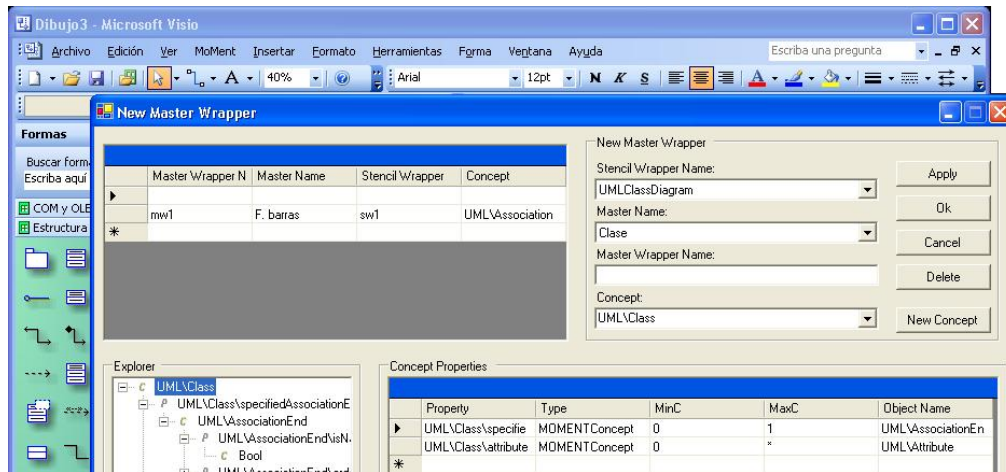 Dibujo3 - Microsoft Visio
Archivo Edición Ver MoMent Insertar Formato Herramientas Forma Ventana Ayuda Escriba una pregunta
A 40% Arial 12pt N K S A
New Master Wrapper
Formas
Buscar form
Escriba aquí
COM y OLE
Estructura
Master Wrapper N Master Name Stencil Wrapper Concept
mw1 F. barras sw1 UML\Association
New Master Wrapper
Stencil Wrapper Name:
UMLClassDiagram
Master Name:
Clase
Master Wrapper Name:
Concept:
UML\Class
Apply
Ok
Cancel
Delete
New Concept
Explorer
C UML\Class
P UML\Class\specifiedAssociationE
C UML\AssociationEnd
P UML\AssociationEnd\isN
C Bool
P UML\AssociationEnd\ord
Concept Properties
Property Type MinC MaxC Object Name
UML\Class\specifie MOMENTConcept 0 1 UML\AssociationEn
UML\Class\attribute MOMENTConcept 0 * UML\Attribute